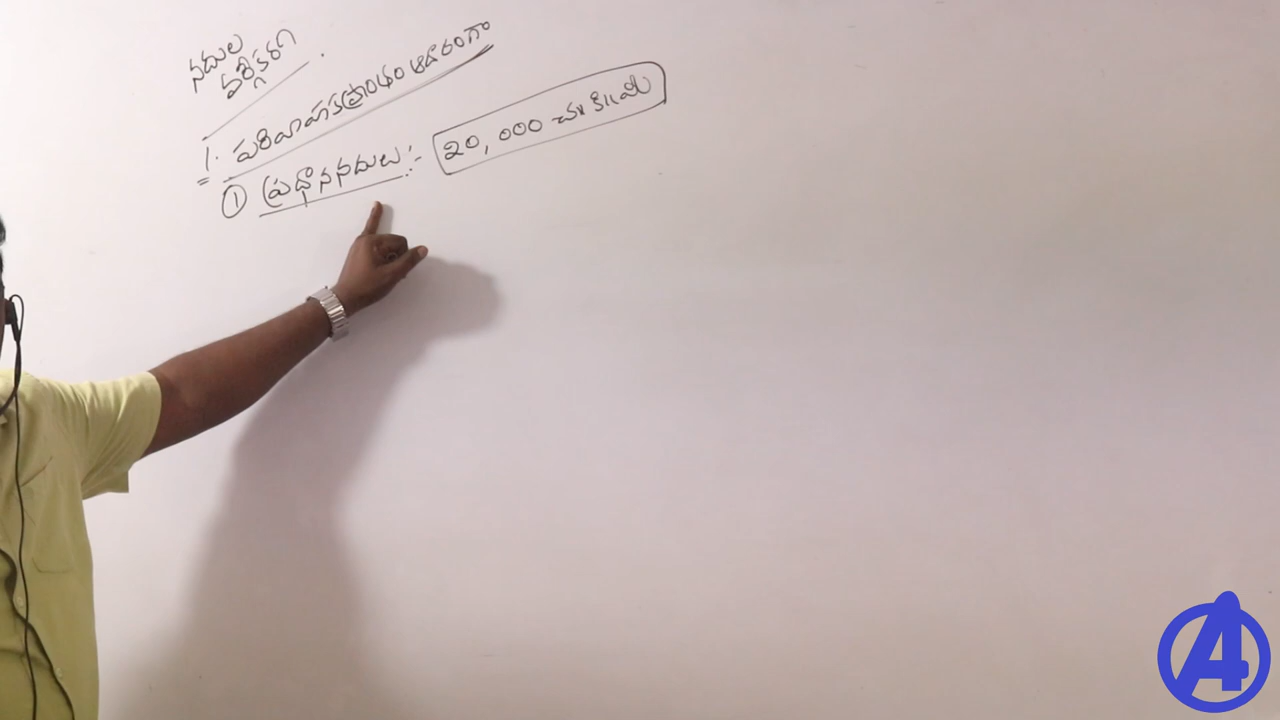 నదుల
వర్గీకరణ
1. పరివాహకప్రాంతం ఆధారంగా
① ప్రధాననదులు :- 20,000 చ॥ కి॥మీ
A